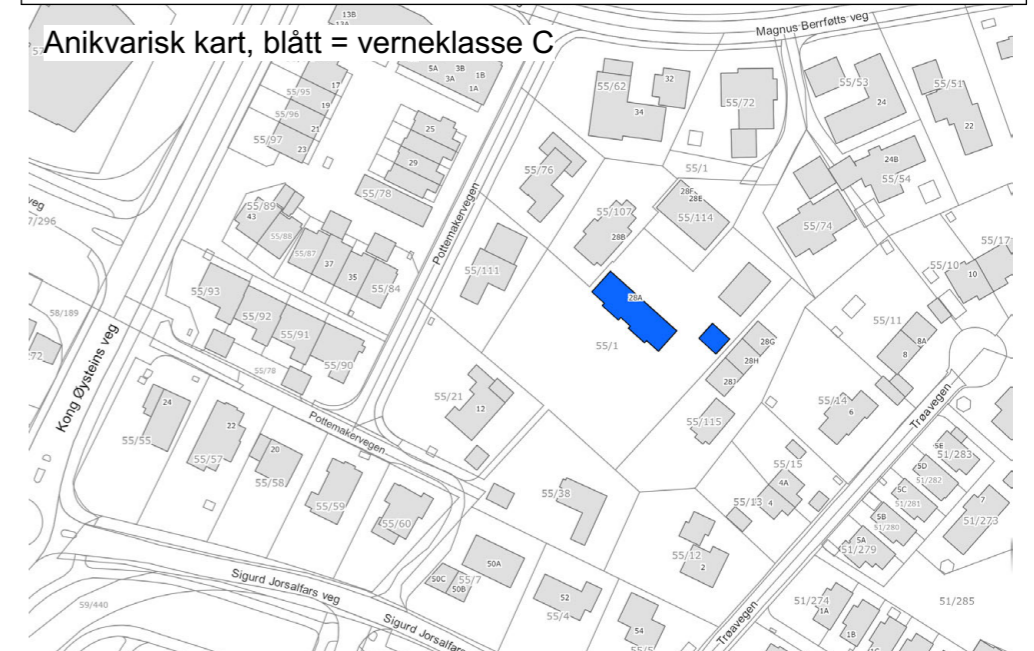 Anikvarisk kart, blått = verneklasse C
Magnus Berrføtts veg
13B
13A
5A
3B
3A
1B
1A
17
55/95
19
55/96
21
55/97
23
25
29
55/78
55/62
32
34
55/72
55/53
24
55/51
22
24B
55/54
55/76
55/1
28F
28E
55/114
55/107
28B
55/74
55/17
55/10
10
veg
7/296
55/89
43
55/88
55/87
37
35
55/84
Pottemakervegen
55/111
28A
55/1
28G
28H
28J
55/11
8A
8
58/189
272
Kong Øysteins veg
55/93
55/92
55/91
55/90
55/78
Pottemakervegen
55/21
12
55/115
55/14
6
Trøavegen
24
55/55
22
55/57
20
55/58
55/59
55/60
55/38
55/15
4A
55/13
4
5E
51/283
5D
51/282
5C
51/281
5B
51/280
5A
51/279
7
51/273
55/12
2
Sigurd Jorsalfars veg
59/440
50A
50C
55/7
50B
52
55/4
54
55/5
Sigurd Jorsalfars
Trøavegen
51/274
1A
1B
51/285